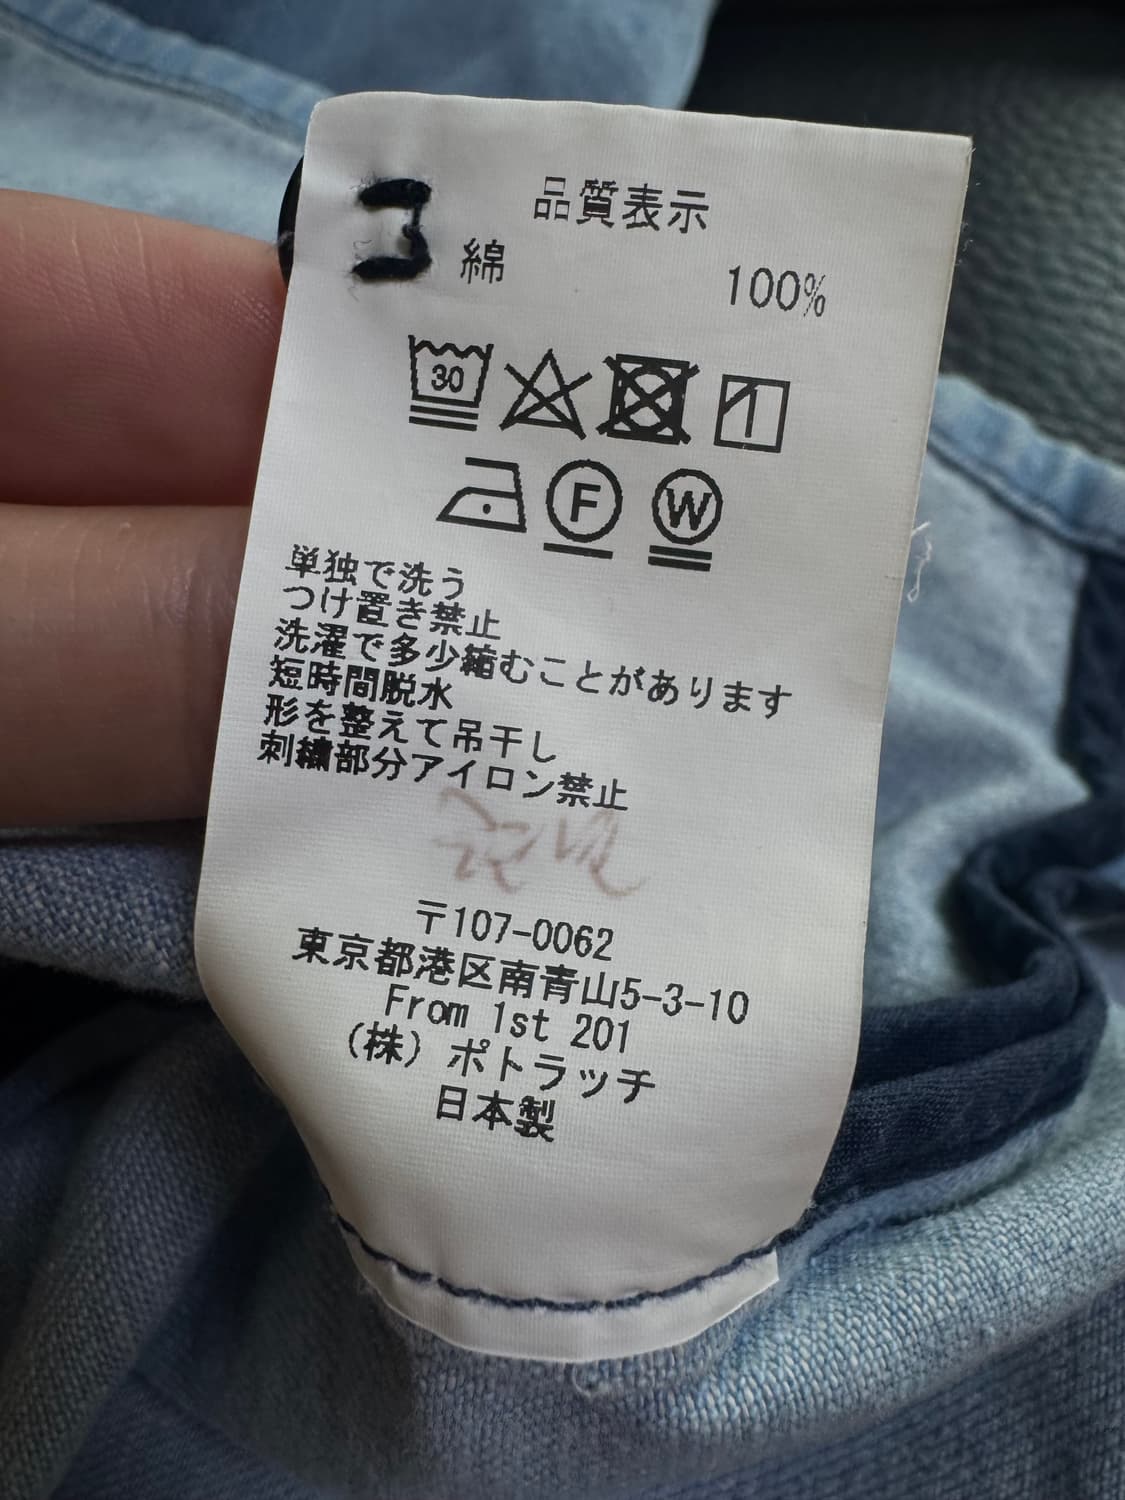 品質表示
綿 100%
30
F W
単独で洗う
つけ置き禁止
洗濯で多少縮むことがあります
短時間脱水
形を整えて吊干し
刺繍部分アイロン禁止
〒107-0062
東京都港区南青山5-3-10
From 1st 201
(株) ポトラッチ
日本製